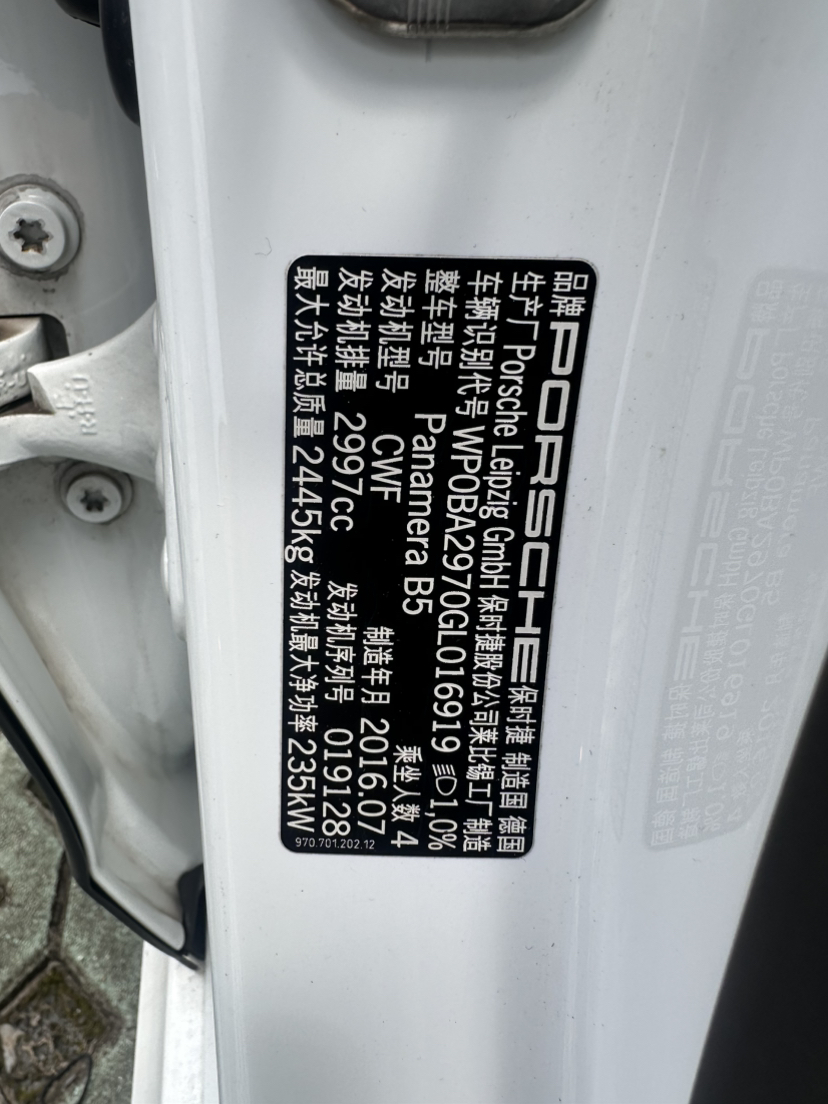 品牌 PORSCHE 保时捷 制造国 德国
生产厂 Porsche Leipzig GmbH 保时捷股份公司莱比锡工厂 制造
车辆识别代号 WP0BA2970GL016919 1,0%
整车型号 Panamera B5 乘坐人数 4
发动机型号 CWF 制造年月 2016.07
发动机排量 2997cc 发动机序列号 019128
最大允许总质量 2445kg 发动机最大净功率 235kW
970.701.202.12